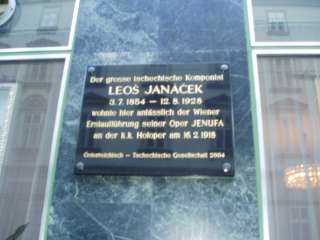 Der grosse tschechische Komponist
LEOŠ JANÁČEK
3.7.1854 — 12.8.1928
wohnte hier anlässlich der Wiener
Erstaufführung seiner Oper JENUFA
an der k.k. Hofoper am 16.2.1918
Österreichisch - Tschechische Gesellschaft 2004